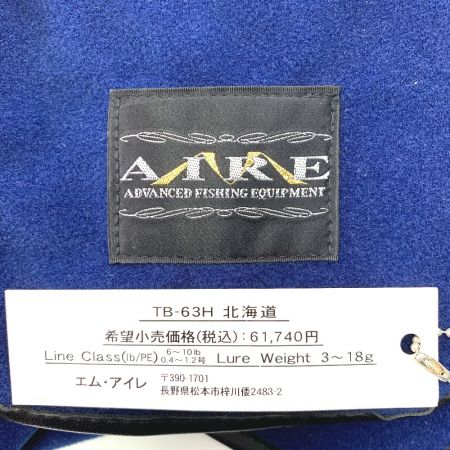 AIRE
ADVANCED FISHING EQUIPMENT
TB-63H 北海道
希望小売価格(税込):61,740円
Line Class(lb/PE) 6～10lb 0.4～1.2号 Lure Weight 3～18g
エム・アイレ 〒390-1701
長野県松本市梓川倭2483-2